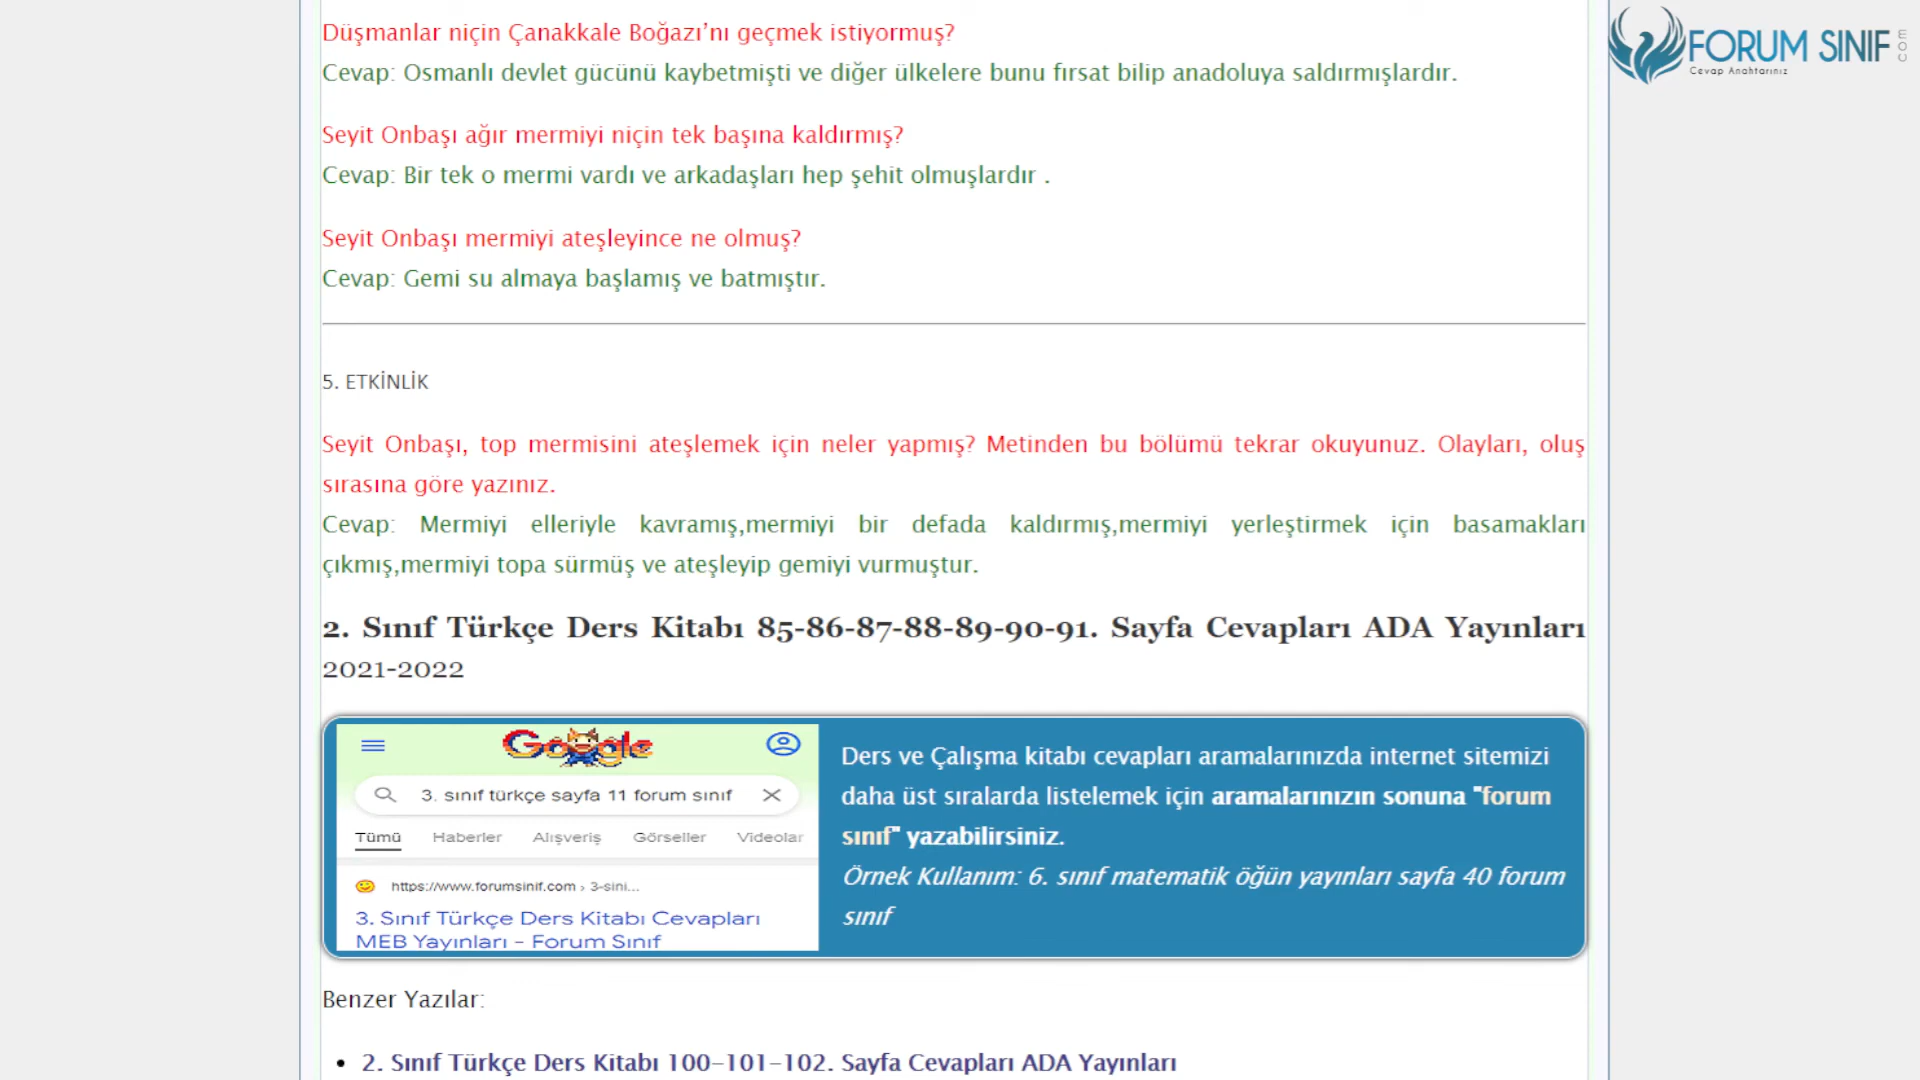 Düşmanlar niçin Çanakkale Boğazı’nı geçmek istiyormuş?
Cevap: Osmanlı devlet gücünü kaybetmişti ve diğer ülkelere bunu fırsat bilip anadoluya saldırmışlardır.
Seyit Onbaşı ağır mermiyi niçin tek başına kaldırmış?
Cevap: Bir tek o mermi vardı ve arkadaşları hep şehit olmuşlardır .
Seyit Onbaşı mermiyi ateşleyince ne olmuş?
Cevap: Gemi su almaya başlamış ve batmıştır.
5. ETKİNLİK
Seyit Onbaşı, top mermisini ateşlemek için neler yapmış? Metinden bu bölümü tekrar okuyunuz. Olayları, oluş
sırasına göre yazınız.
Cevap: Mermiyi elleriyle kavramış,mermiyi bir defada kaldırmış,mermiyi yerleştirmek için basamakları
çıkmış,mermiyi topa sürmüş ve ateşleyip gemiyi vurmuştur.
2. Sınıf Türkçe Ders Kitabı 85-86-87-88-89-90-91. Sayfa Cevapları ADA Yayınları
2021-2022
Google
3. sınıf türkçe sayfa 11 forum sınıf
Tümü Haberler Alışveriş Görseller Videolar
https://www.forumsinif.com › 3-sini...
3. Sınıf Türkçe Ders Kitabı Cevapları
MEB Yayınları - Forum Sınıf
Ders ve Çalışma kitabı cevapları aramalarınızda internet sitemizi
daha üst sıralarda listelemek için aramalarınızın sonuna "forum
sınıf" yazabilirsiniz.
Örnek Kullanım: 6. sınıf matematik öğün yayınları sayfa 40 forum
sınıf
Benzer Yazılar:
• 2. Sınıf Türkçe Ders Kitabı 100-101-102. Sayfa Cevapları ADA Yayınları
FORUM SINIF
com
Cevap Anahtarınız